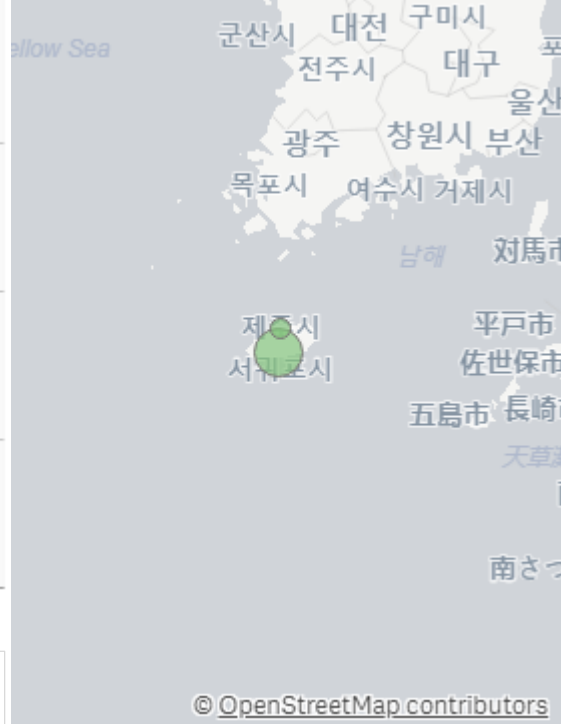 구미시
대전
군산시
ellow Sea
전주시
대구
울산
광주
창원시
부산
목포시
여수시
거제시
남해
対馬市
제주시
平戸市
佐世保市
서귀포시
五島市
長崎
天草
南さつ
© OpenStreetMap contributors